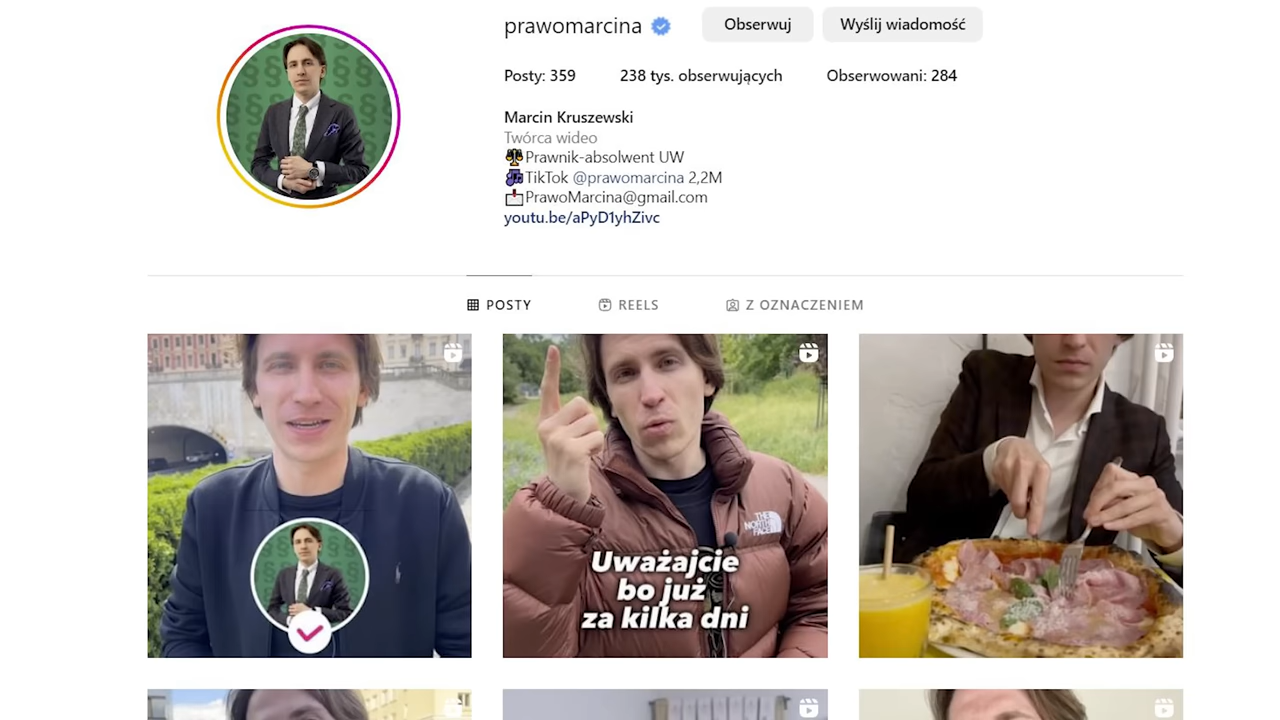 prawomarcina
Obserwuj
Wyślij wiadomość
Posty: 359
238 tys. obserwujących
Obserwowani: 284
Marcin Kruszewski
Twórca wideo
Prawnik-absolwent UW
TikTok @prawomarcina 2,2M
PrawoMarcina@gmail.com
youtu.be/aPyD1yhZivc
POSTY
REELS
Z OZNACZENIEM
THE
NORTH
FACE
Uważajcie
bo już
za kilka dni